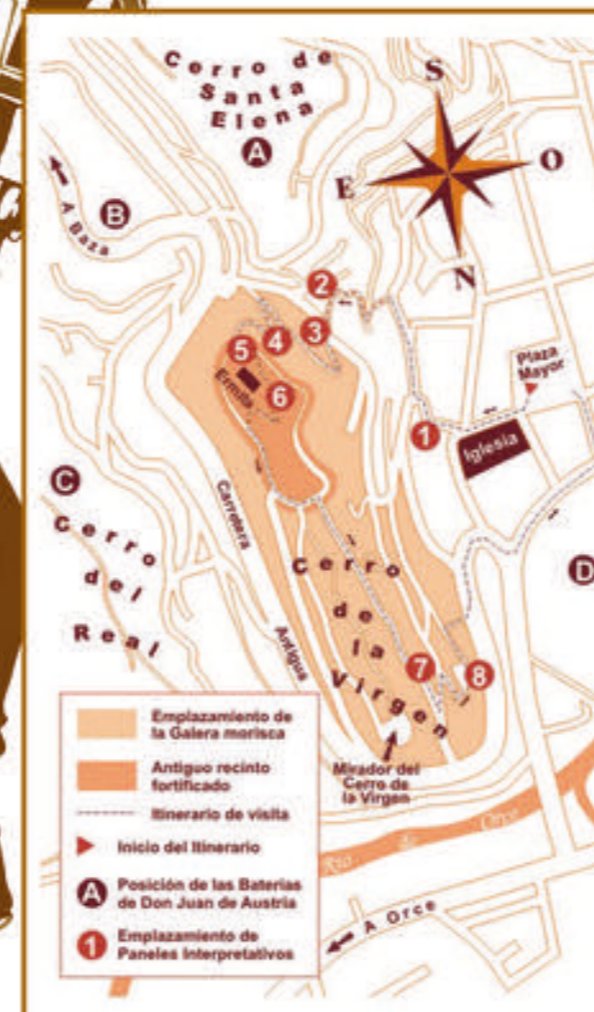 Cerro de
Santa
Elena
A
S
E
O
N
B
A Baza
2
3
4
5
6
Ermita
Plaza
Mayor
1
Iglesia
C
Cerro
del
Real
Carretera
Antigua
D
Cerro
de
la
Virgen
7
8
Mirador del
Cerro de
la Virgen
Río de Orce
A Orce
Emplazamiento de
la Galera morisca
Antiguo recinto
fortificado
Itinerario de visita
Inicio del Itinerario
A
Posición de las Baterias
de Don Juan de Austria
1
Emplazamiento de
Paneles Interpretativos